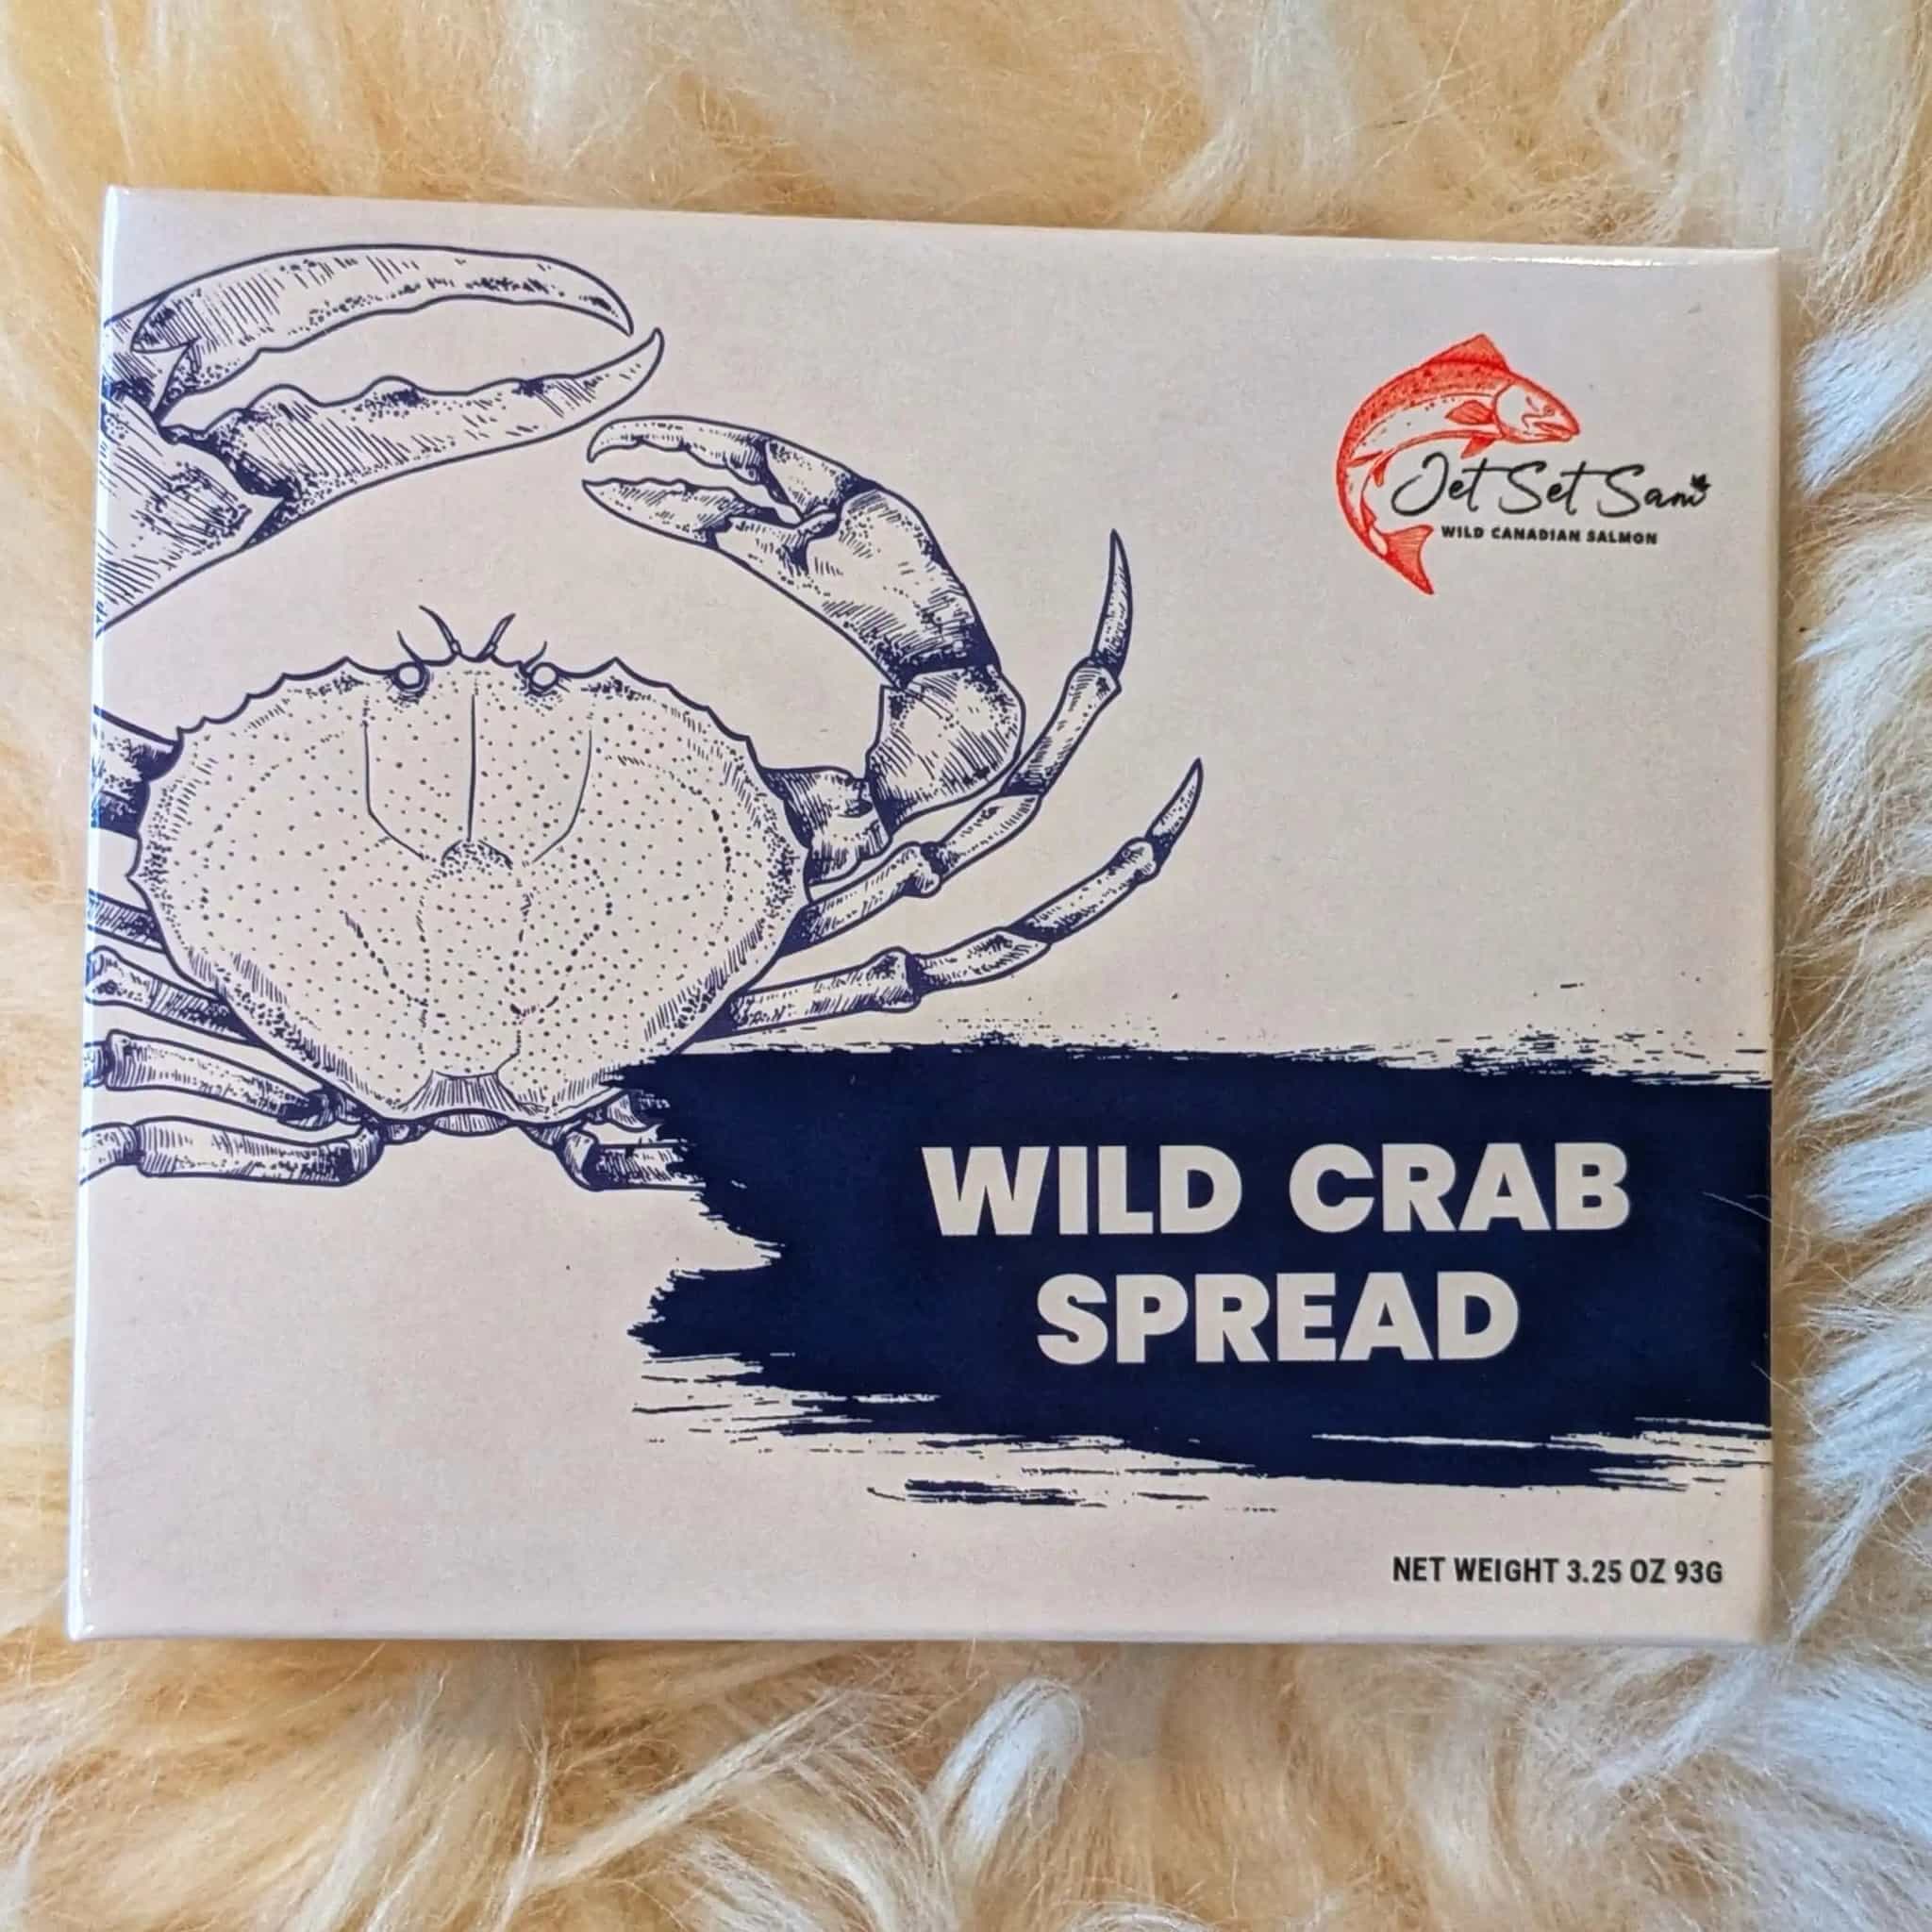 Jet Set Sam
WILD CANADIAN SALMON
WILD CRAB
SPREAD
NET WEIGHT 3.25 OZ 93G